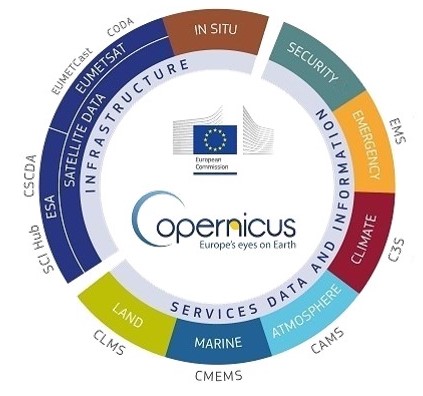 CODA
EUMETCast
EUMETSAT
IN SITU
SATELLITE DATA
INFRASTRUCTURE
CSCDA
ESA
SCI Hub
SECURITY
EMERGENCY
EMS
CLIMATE
C3S
ATMOSPHERE
CAMS
MARINE
CMEMS
LAND
CLMS
SERVICES DATA AND INFORMATION
European
Commission
opernicus
Europe's eyes on Earth